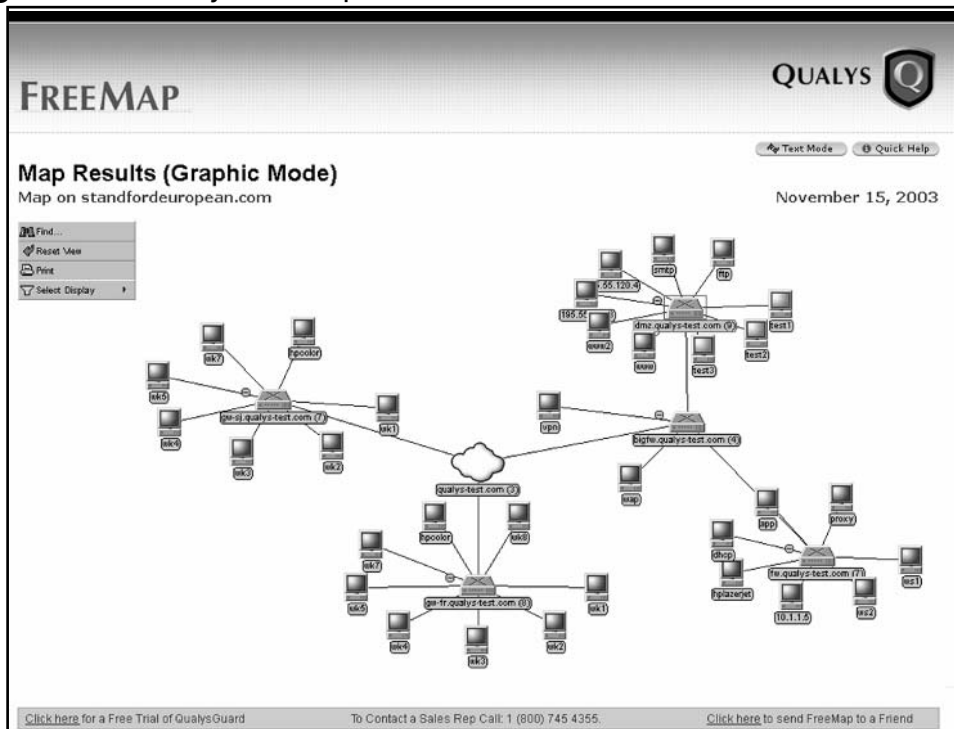 FREEMAP
QUALYS
Text Mode
Quick Help
Map Results (Graphic Mode)
Map on standfordeuropean.com
November 15, 2003
Find...
Reset View
Print
Select Display
smtp
ftp
.55.120.4
195.55
www2
www
dmz.qualys-test.com (9)
test1
test2
test3
wk7
hpcolor
wk5
gw-sj.qualys-test.com (7)
wk4
wk1
wk3
wk2
vpn
bigfw.qualys-test.com (4)
qualys-test.com (3)
wap
app
proxy
hpcolor
wk8
dhcp
wk7
fw.qualys-test.com (7)
ws1
hplazerjet
wk5
gw-fr.qualys-test.com (8)
wk1
10.1.1.5
ws2
wk4
wk2
wk3
Click here for a Free Trial of QualysGuard
To Contact a Sales Rep Call: 1 (800) 745 4355.
Click here to send FreeMap to a Friend